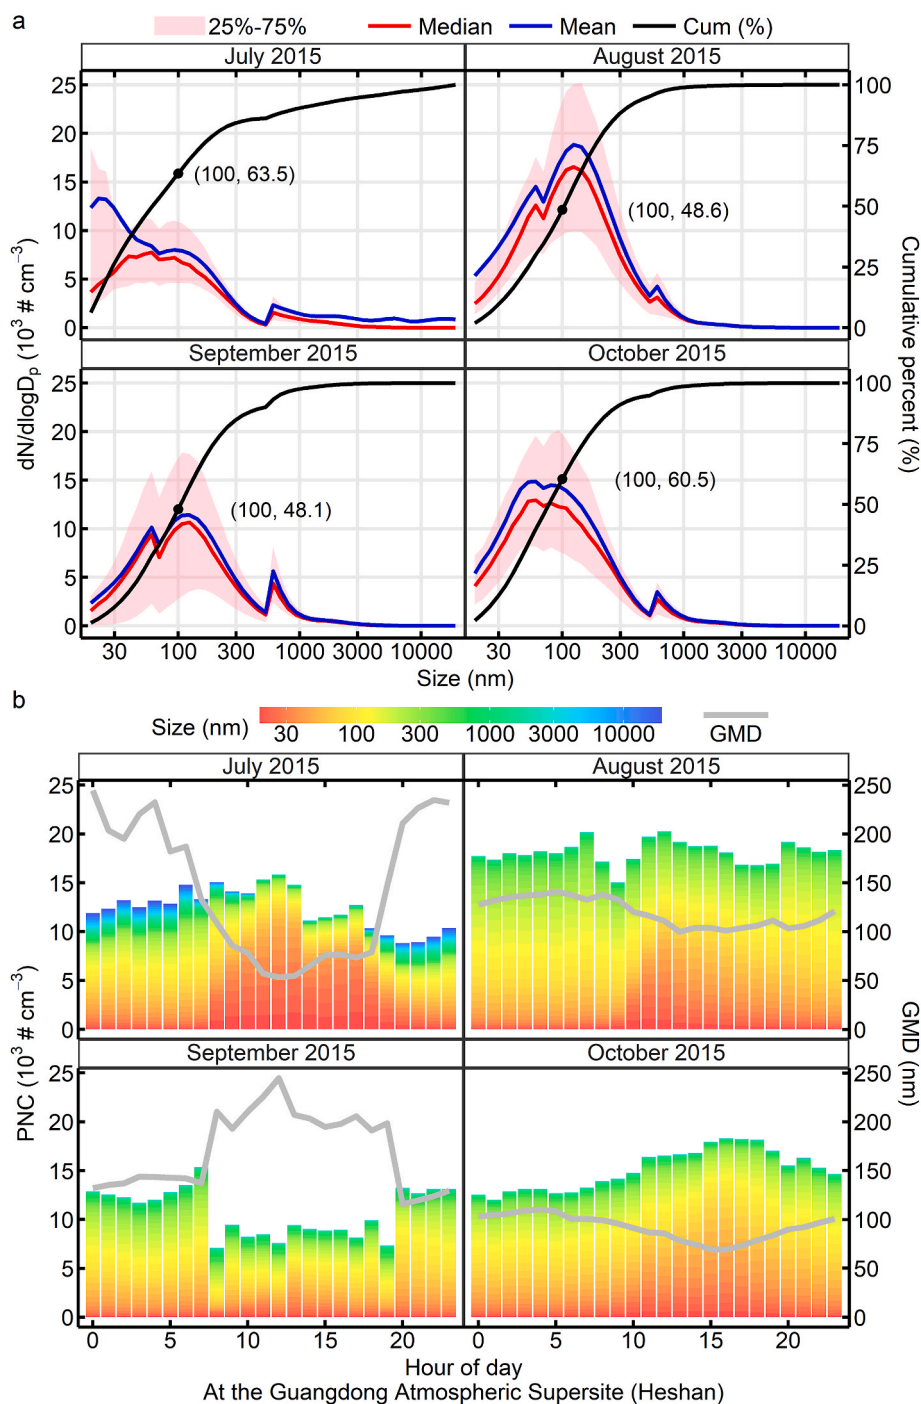 a
25%-75% Median Mean Cum (%)
July 2015 August 2015
25 100
20 75
(100, 63.5)
15
(100, 48.6) 50
10
25
5
0 0
dN/dlogDₚ (10³ # cm⁻³)
Cumulative percent (%)
September 2015 October 2015
25 100
20 75
15 (100, 60.5)
(100, 48.1) 50
10
25
5
0 0
30 100 300 1000 3000 10000 30 100 300 1000 3000 10000
Size (nm)
b
Size (nm) 30 100 300 1000 3000 10000 GMD
July 2015 August 2015
25 250
20 200
15 150
10 100
5 50
0 0
PNC (10³ # cm⁻³)
GMD (nm)
September 2015 October 2015
25 250
20 200
15 150
10 100
5 50
0 0
0 5 10 15 20 0 5 10 15 20
Hour of day
At the Guangdong Atmospheric Supersite (Heshan)